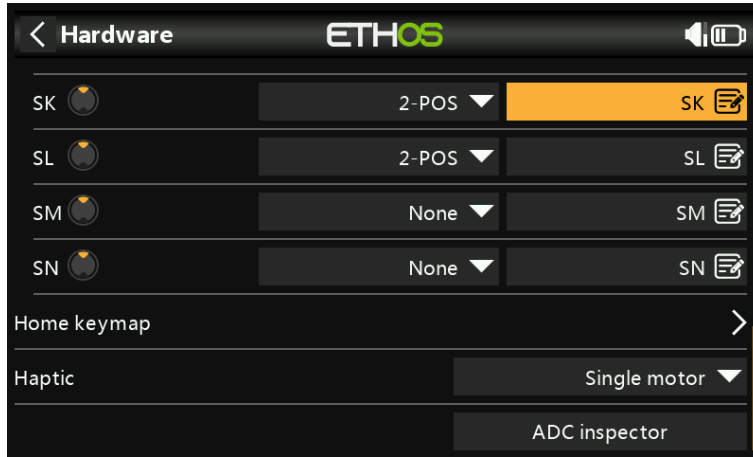 Hardware ETHOS
SK 2-POS SK
SL 2-POS SL
SM None SM
SN None SN
Home keymap
Haptic Single motor
ADC inspector